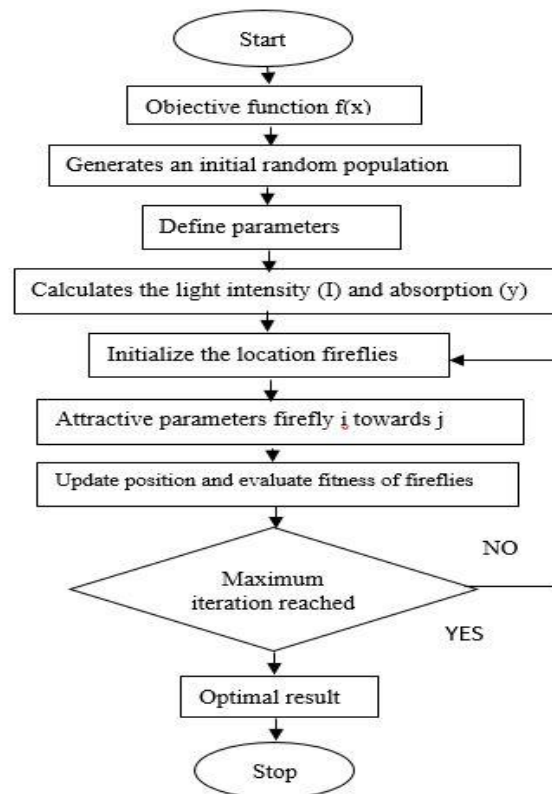 Start
Objective function f(x)
Generates an initial random population
Define parameters
Calculates the light intensity (I) and absorption (y)
Initialize the location fireflies
Attractive parameters firefly i towards j
Update position and evaluate fitness of fireflies
NO
Maximum
iteration reached
YES
Optimal result
Stop